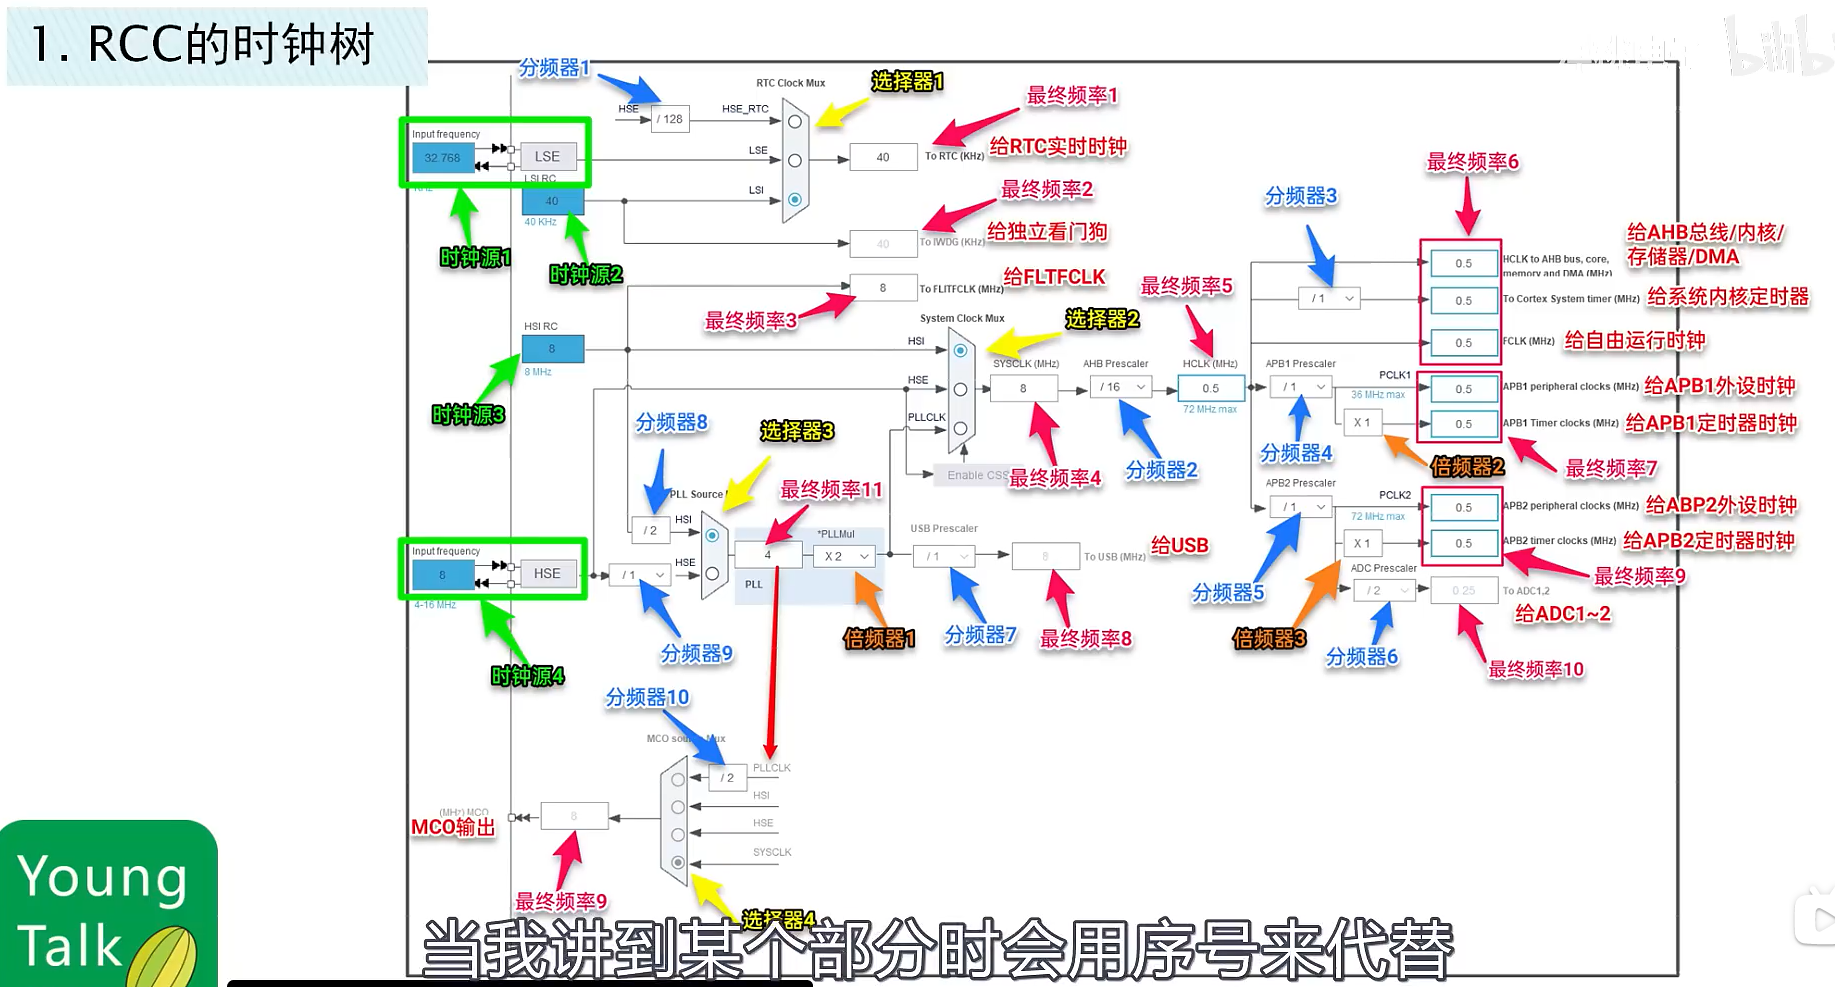 1. RCC的时钟树
bilibili
分频器1
RTC Clock Mux
选择器1
最终频率1
HSE
/ 128
HSE_RTC
Input frequency
32.768
LSE
LSE
40
To RTC (KHz)
给RTC实时时钟
LSI RC
40
40 KHz
LSI
时钟源1
时钟源2
最终频率2
40
To IWDG (KHz)
给独立看门狗
8
To FLITFCLK (MHz)
给FLTFCLK
最终频率3
HSI RC
8
8 MHz
时钟源3
System Clock Mux
选择器2
HSI
HSE
PLLCLK
SYSCLK (MHz)
8
AHB Prescaler
/ 16
最终频率5
HCLK (MHz)
0.5
72 MHz max
Enable CSS
最终频率4
分频器2
分频器3
/ 1
最终频率6
0.5
HCLK to AHB bus, core,
memory and DMA (MHz)
给AHB总线/内核/
存储器/DMA
0.5
To Cortex System timer (MHz)
给系统内核定时器
0.5
FCLK (MHz)
给自由运行时钟
APB1 Prescaler
/ 1
PCLK1
36 MHz max
0.5
APB1 peripheral clocks (MHz)
给APB1外设时钟
X 1
0.5
APB1 Timer clocks (MHz)
给APB1定时器时钟
分频器4
倍频器2
最终频率7
APB2 Prescaler
/ 1
PCLK2
72 MHz max
0.5
APB2 peripheral clocks (MHz)
给ABP2外设时钟
X 1
0.5
APB2 timer clocks (MHz)
给APB2定时器时钟
分频器5
倍频器3
最终频率9
ADC Prescaler
/ 2
0.25
To ADC1,2
给ADC1~2
分频器6
最终频率10
分频器8
选择器3
PLL Source
最终频率11
/ 2
HSI
4
*PLLMul
X 2
PLL
USB Prescaler
/ 1
8
To USB (MHz)
给USB
Input frequency
8
4-16 MHz
HSE
/ 1
HSE
时钟源4
分频器9
倍频器1
分频器7
最终频率8
分频器10
MCO source Mux
/ 2
PLLCLK
HSI
HSE
SYSCLK
(MHz) MCO
MCO输出
8
最终频率9
选择器4
Young
Talk
当我讲到某个部分时会用序号来代替